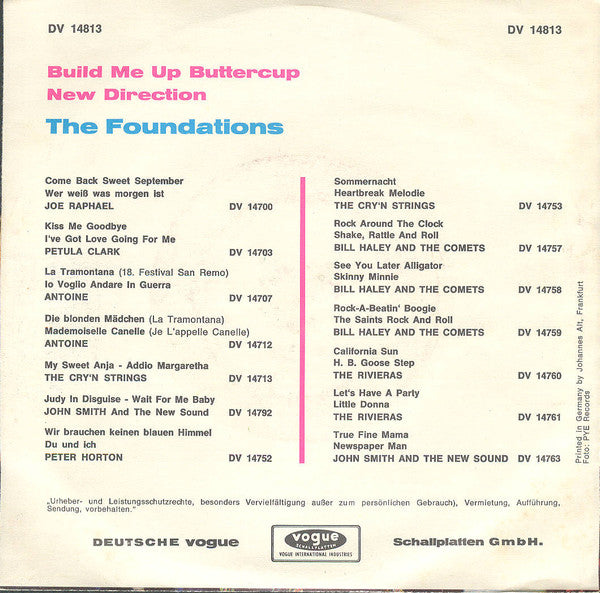 DV 14813
DV 14813
Build Me Up Buttercup
New Direction
The Foundations
Come Back Sweet September
Wer weiß was morgen ist
JOE RAPHAEL DV 14700
Kiss Me Goodbye
I've Got Love Going For Me
PETULA CLARK DV 14703
La Tramontana (18. Festival San Remo)
Io Voglio Andare In Guerra
ANTOINE DV 14707
Die blonden Mädchen (La Tramontana)
Mademoiselle Canelle (Je L'appelle Canelle)
ANTOINE DV 14712
My Sweet Anja - Addio Margaretha
THE CRY'N STRINGS DV 14713
Judy In Disguise - Wait For Me Baby
JOHN SMITH And The New Sound DV 14792
Wir brauchen keinen blauen Himmel
Du und ich
PETER HORTON DV 14752
Sommernacht
Heartbreak Melodie
THE CRY'N STRINGS DV 14753
Rock Around The Clock
Shake, Rattle And Roll
BILL HALEY AND THE COMETS DV 14757
See You Later Alligator
Skinny Minnie
BILL HALEY AND THE COMETS DV 14758
Rock-A-Beatin' Boogie
The Saints Rock And Roll
BILL HALEY AND THE COMETS DV 14759
California Sun
H. B. Goose Step
THE RIVIERAS DV 14760
Let's Have A Party
Little Donna
THE RIVIERAS DV 14761
True Fine Mama
Newspaper Man
JOHN SMITH AND THE NEW SOUND DV 14763
Printed in Germany by Johannes Alt, Frankfurt
Foto: PYE Records
„Urheber- und Leistungsschutzrechte, besonders Vervielfältigung außer zum persönlichen Gebrauch), Vermietung, Aufführung,
Sendung, vorbehalten."
DEUTSCHE vogue
vogue
SCHALLPLATTEN
VOGUE INTERNATIONAL INDUSTRIES
Schallplatten GmbH.